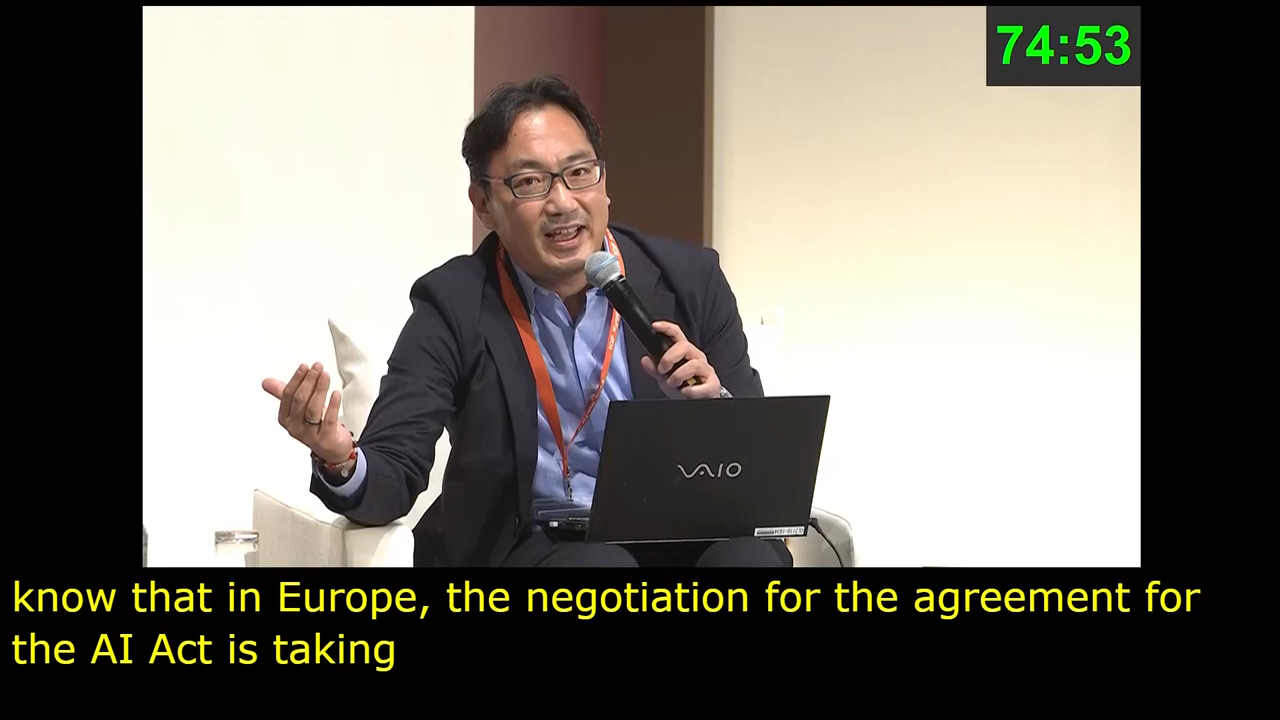 74:53
VAIO
know that in Europe, the negotiation for the agreement for
the AI Act is taking